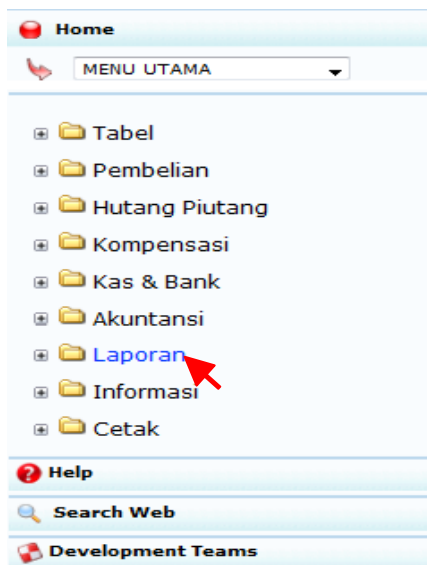 Home
MENU UTAMA
Tabel
Pembelian
Hutang Piutang
Kompensasi
Kas & Bank
Akuntansi
Laporan
Informasi
Cetak
Help
Search Web
Development Teams